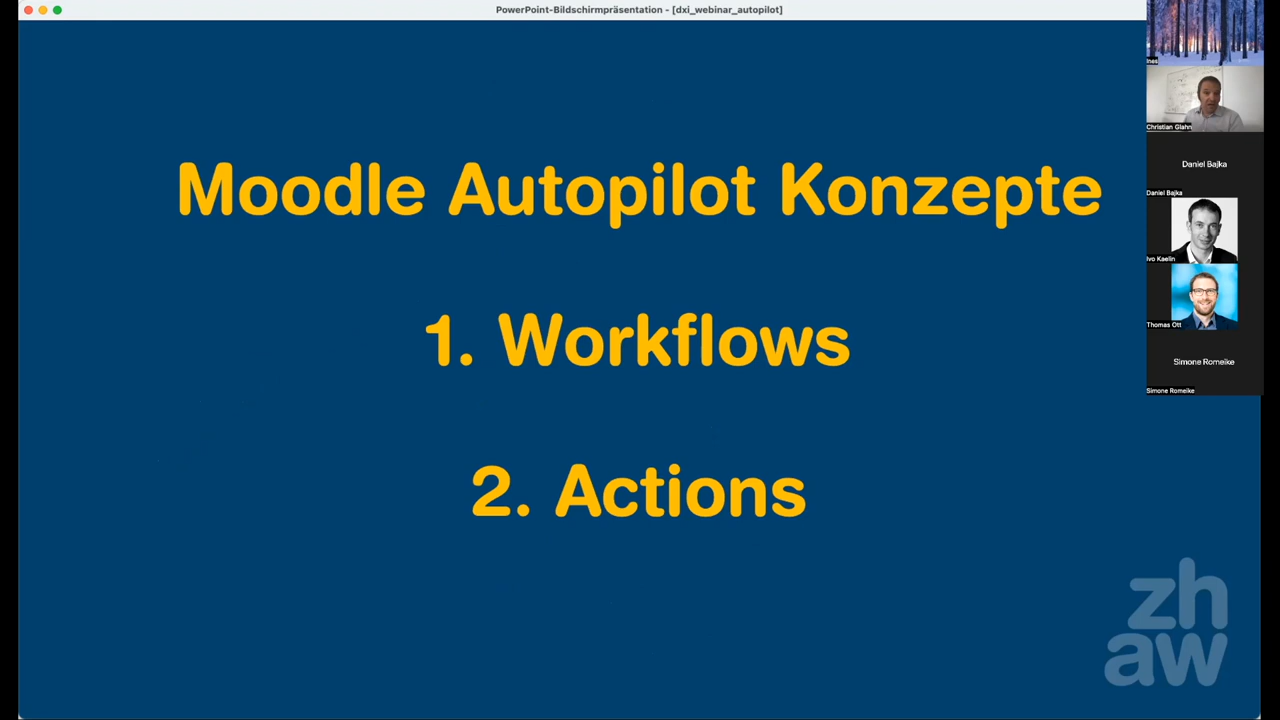 PowerPoint-Bildschirmpräsentation - [dxi_webinar_autopilot]
Moodle Autopilot Konzepte
1. Workflows
2. Actions
zh
aw
Ines
Christian Glahn
Daniel Bajka
Daniel Bajka
Ivo Kaelin
Thomas Ott
Simone Romeike
Simone Romeike